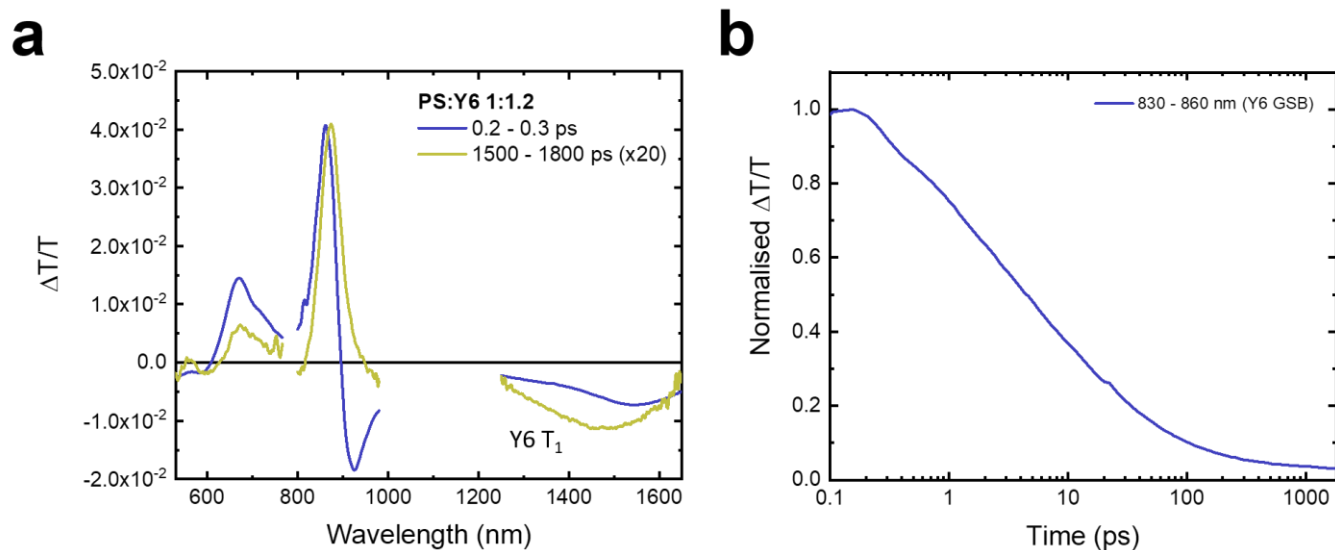 a
PS:Y6 1:1.2
0.2 - 0.3 ps
1500 - 1800 ps (x20)
5.0x10⁻²
4.0x10⁻²
3.0x10⁻²
2.0x10⁻²
1.0x10⁻²
0.0
-1.0x10⁻²
-2.0x10⁻²
ΔT/T
Y6 T₁
600 800 1000 1200 1400 1600
Wavelength (nm)
b
830 - 860 nm (Y6 GSB)
1.0
0.8
0.6
0.4
0.2
0.0
Normalised ΔT/T
0.1 1 10 100 1000
Time (ps)